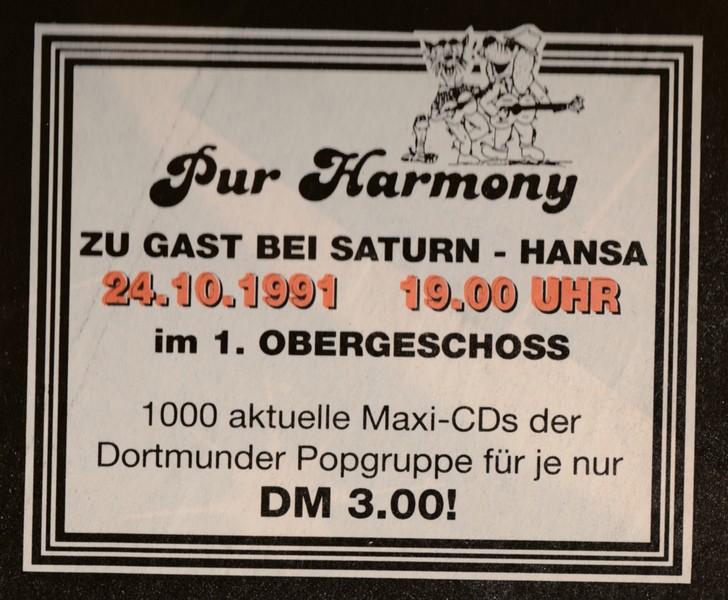 Pur Harmony
ZU GAST BEI SATURN - HANSA
24.10.1991 19.00 UHR
im 1. OBERGESCHOSS
1000 aktuelle Maxi-CDs der
Dortmunder Popgruppe für je nur
DM 3.00!